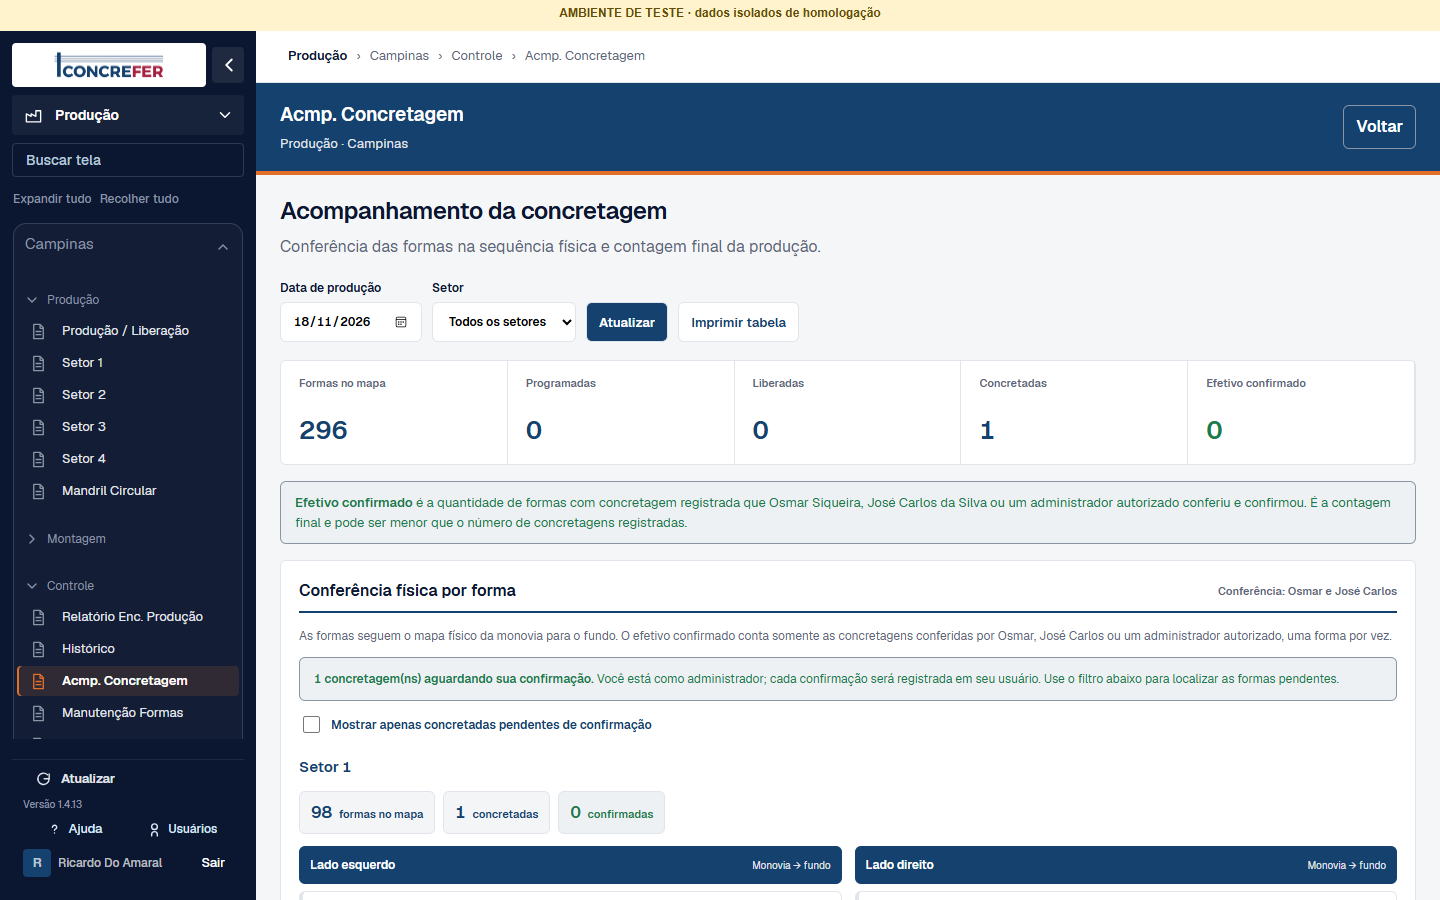 AMBIENTE DE TESTE · dados isolados de homologação
CONCREFER
Produção
Buscar tela
Expandir tudo Recolher tudo
Campinas
Produção
Produção / Liberação
Setor 1
Setor 2
Setor 3
Setor 4
Mandril Circular
Montagem
Controle
Relatório Enc. Produção
Histórico
Acmp. Concretagem
Manutenção Formas
Atualizar
Versão 1.4.13
? Ajuda
Usuários
R Ricardo Do Amaral
Sair
Produção › Campinas › Controle › Acmp. Concretagem
Acmp. Concretagem
Produção · Campinas
Voltar
Acompanhamento da concretagem
Conferência das formas na sequência física e contagem final da produção.
Data de produção
Setor
18/11/2026
Todos os setores
Atualizar
Imprimir tabela
Formas no mapa
296
Programadas
0
Liberadas
0
Concretadas
1
Efetivo confirmado
0
Efetivo confirmado é a quantidade de formas com concretagem registrada que Osmar Siqueira, José Carlos da Silva ou um administrador autorizado conferiu e confirmou. É a contagem
final e pode ser menor que o número de concretagens registradas.
Conferência física por forma
Conferência: Osmar e José Carlos
As formas seguem o mapa físico da monovia para o fundo. O efetivo confirmado conta somente as concretagens conferidas por Osmar, José Carlos ou um administrador autorizado, uma forma por vez.
1 concretagem(ns) aguardando sua confirmação. Você está como administrador; cada confirmação será registrada em seu usuário. Use o filtro abaixo para localizar as formas pendentes.
Mostrar apenas concretadas pendentes de confirmação
Setor 1
98 formas no mapa
1 concretadas
0 confirmadas
Lado esquerdo
Monovia → fundo
Lado direito
Monovia → fundo